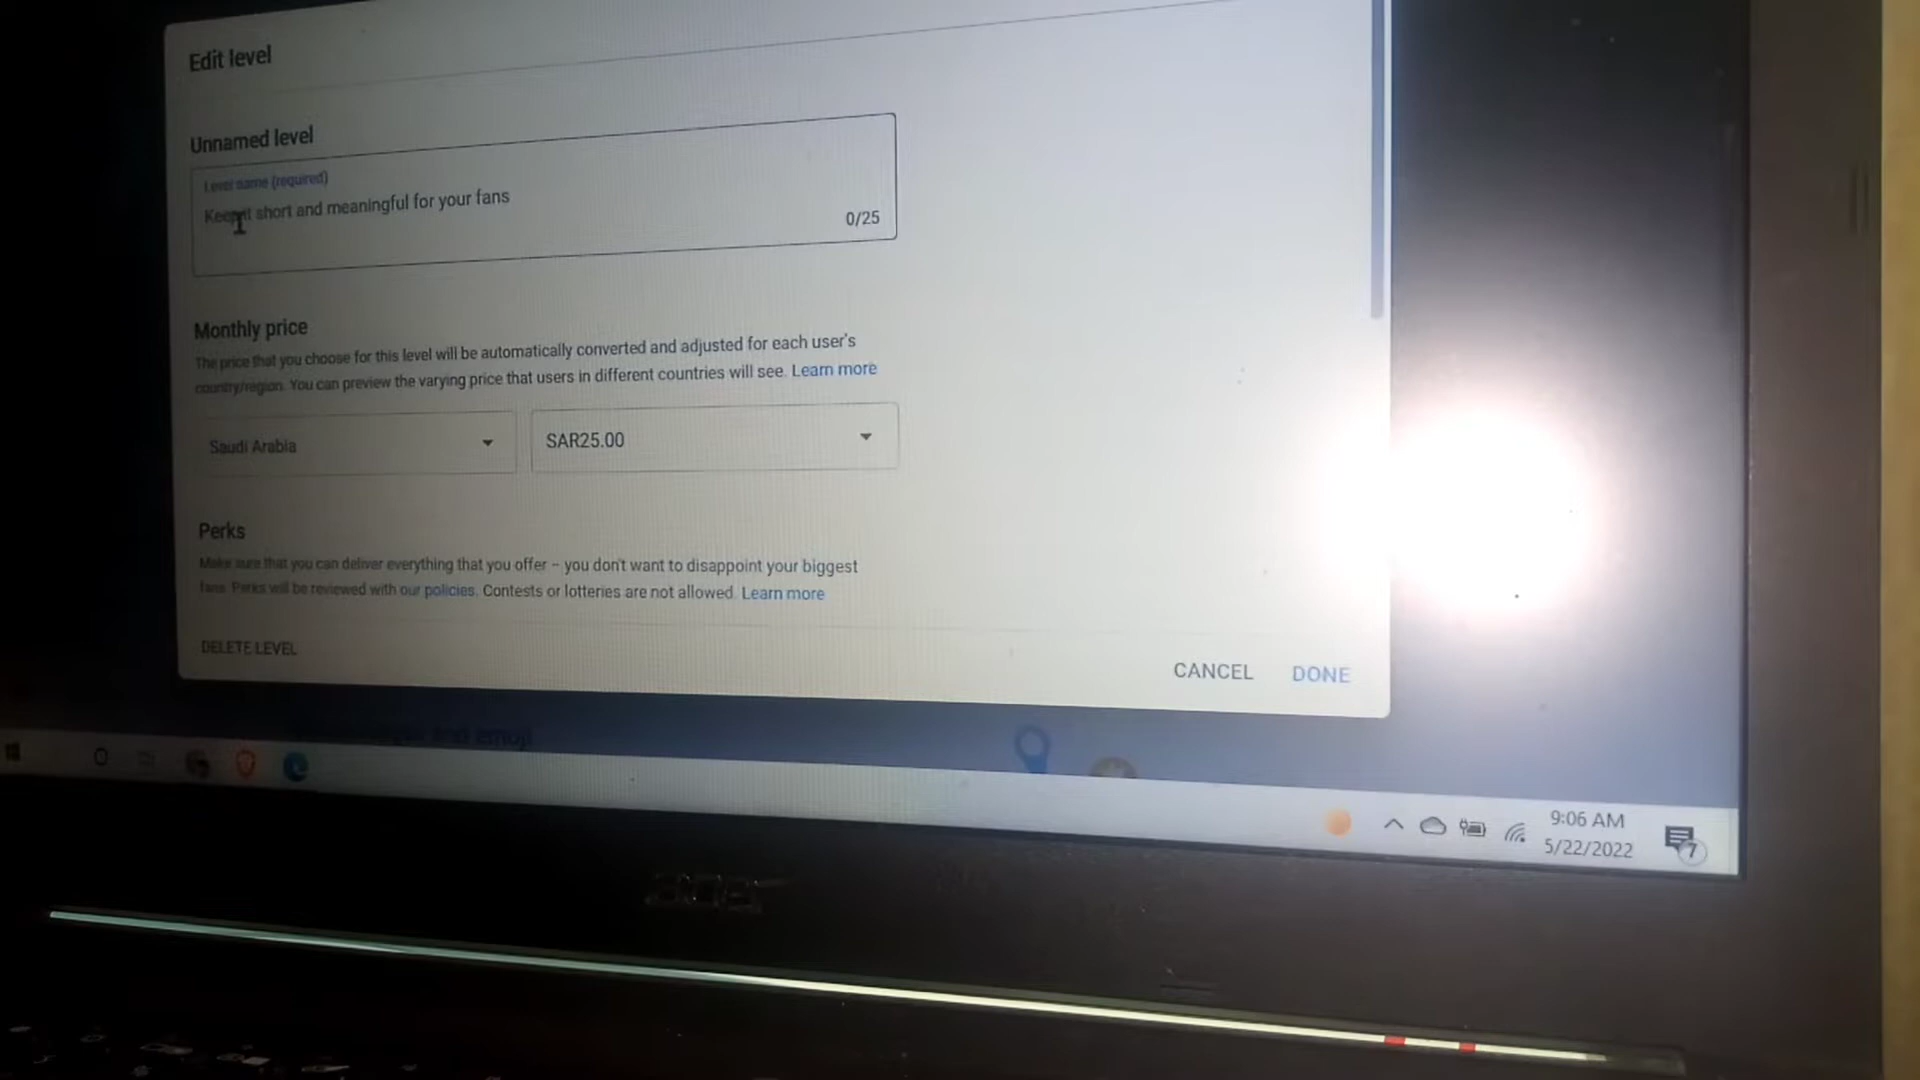 Edit level
Unnamed level
Level name (required)
Keep it short and meaningful for your fans
0/25
Monthly price
The price that you choose for this level will be automatically converted and adjusted for each user's
country/region. You can preview the varying price that users in different countries will see. Learn more
Saudi Arabia
SAR25.00
Perks
Make sure that you can deliver everything that you offer – you don't want to disappoint your biggest
fans. Perks will be reviewed with our policies. Contests or lotteries are not allowed. Learn more
DELETE LEVEL
CANCEL DONE
9:06 AM
5/22/2022
7
acer